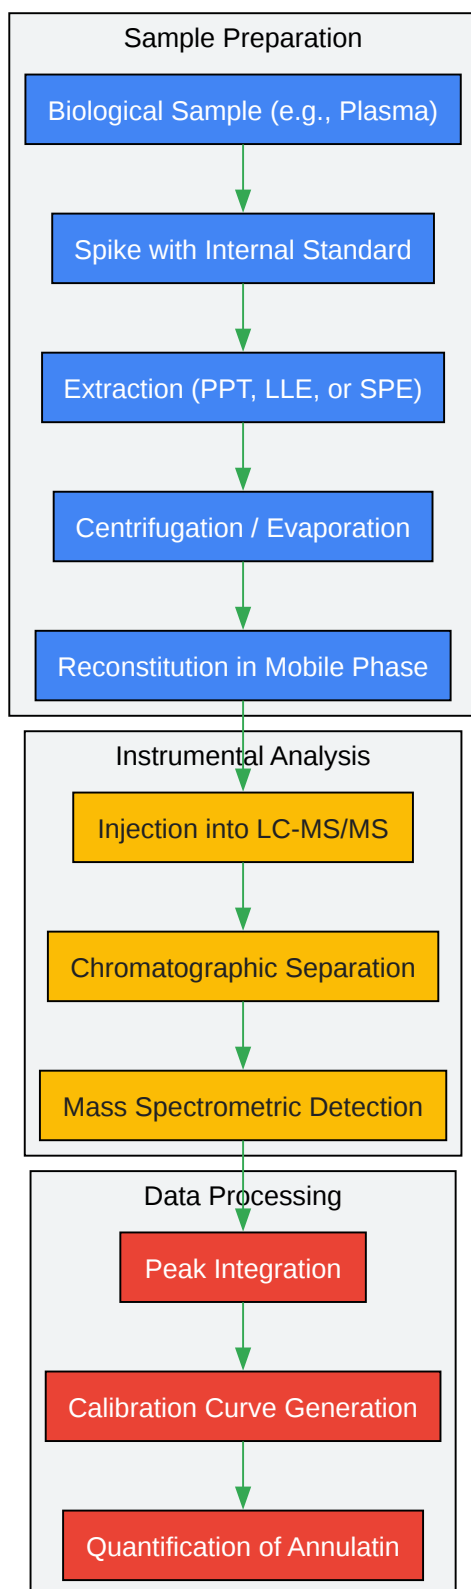 Sample Preparation
Biological Sample (e.g., Plasma)
Spike with Internal Standard
Extraction (PPT, LLE, or SPE)
Centrifugation / Evaporation
Reconstitution in Mobile Phase
Instrumental Analysis
Injection into LC-MS/MS
Chromatographic Separation
Mass Spectrometric Detection
Data Processing
Peak Integration
Calibration Curve Generation
Quantification of Annulatin